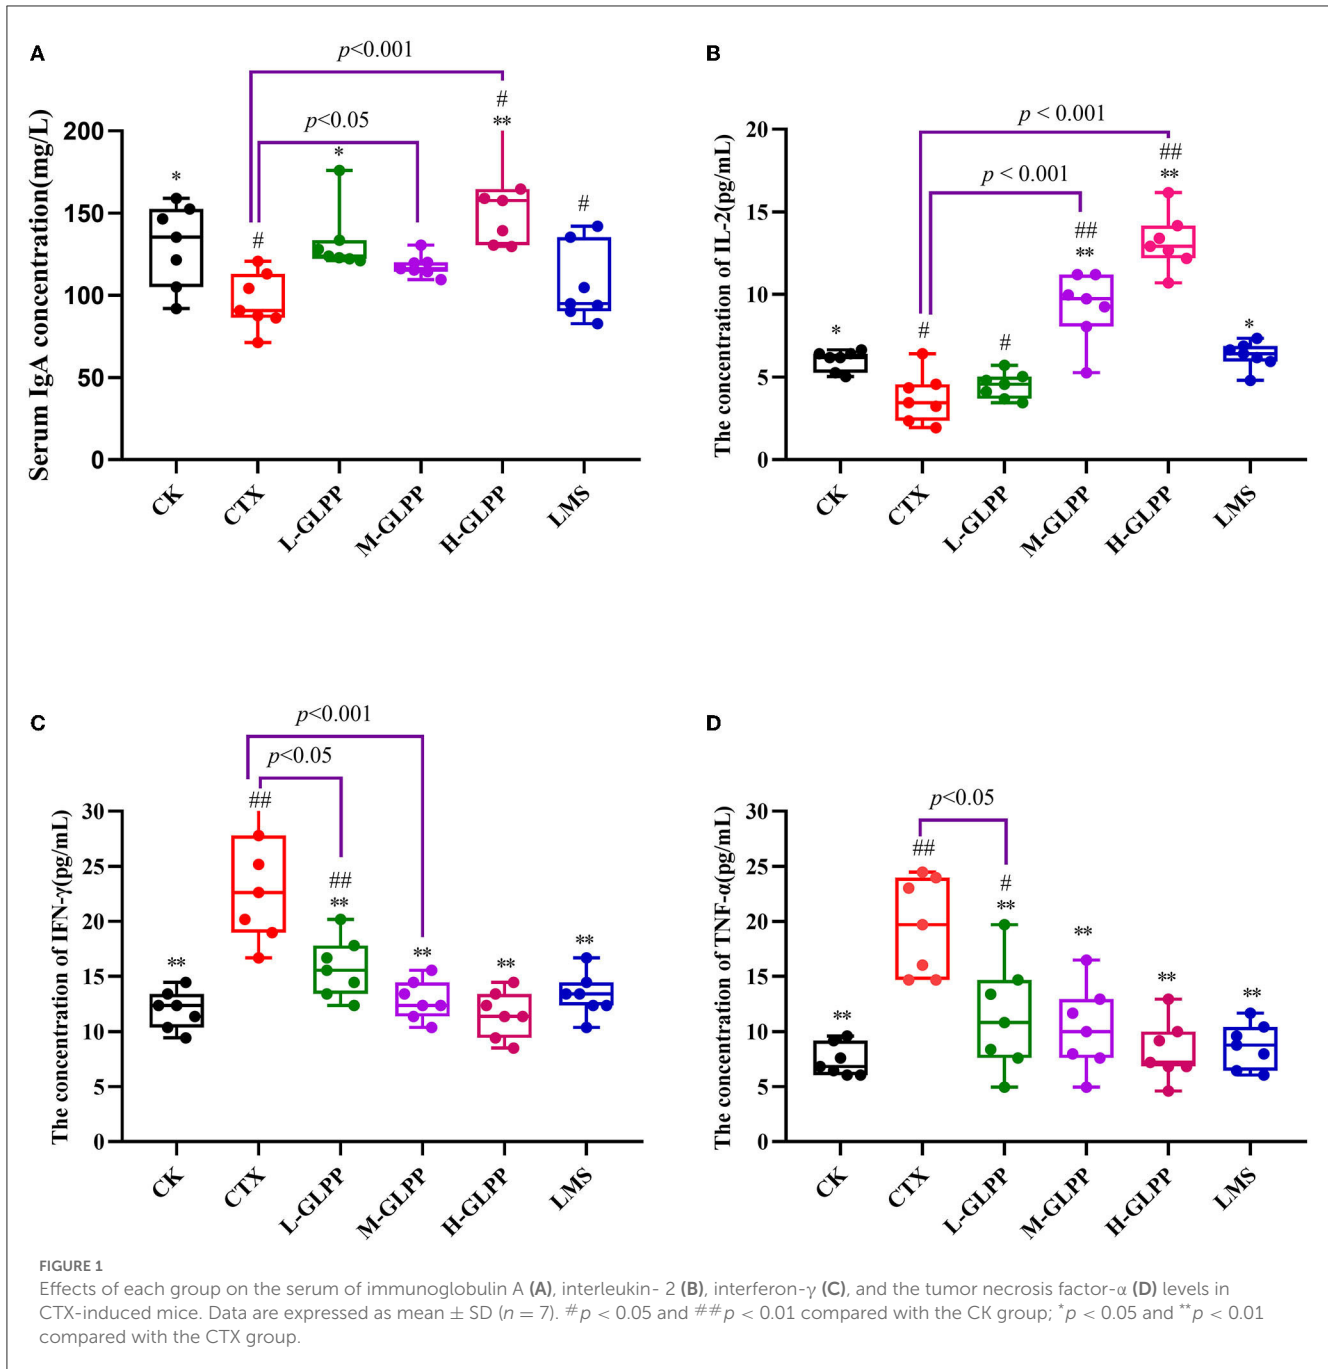 A
p<0.001
p<0.05
#
**
*
*
#
#
Serum IgA concentration(mg/L)
200
150
100
50
0
CK
CTX
L-GLPP
M-GLPP
H-GLPP
LMS
B
p < 0.001
p < 0.001
##
**
##
**
*
#
#
*
The concentration of IL-2(pg/mL)
20
15
10
5
0
CK
CTX
L-GLPP
M-GLPP
H-GLPP
LMS
C
p<0.001
p<0.05
##
##
**
**
**
**
**
The concentration of IFN-γ(pg/mL)
30
25
20
15
10
5
0
CK
CTX
L-GLPP
M-GLPP
H-GLPP
LMS
D
p<0.05
##
#
**
**
**
**
**
The concentration of TNF-α(pg/mL)
30
25
20
15
10
5
0
CK
CTX
L-GLPP
M-GLPP
H-GLPP
LMS
FIGURE 1
Effects of each group on the serum of immunoglobulin A (A), interleukin- 2 (B), interferon-γ (C), and the tumor necrosis factor-α (D) levels in
CTX-induced mice. Data are expressed as mean ± SD (n = 7). #p < 0.05 and ##p < 0.01 compared with the CK group; *p < 0.05 and **p < 0.01
compared with the CTX group.